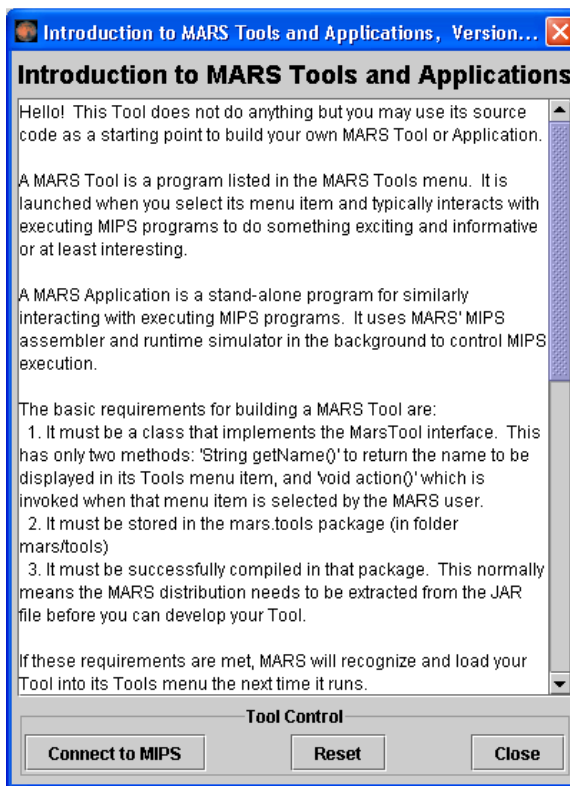 Introduction to MARS Tools and Applications, Version...
Introduction to MARS Tools and Applications
Hello! This Tool does not do anything but you may use its source
code as a starting point to build your own MARS Tool or Application.
A MARS Tool is a program listed in the MARS Tools menu. It is
launched when you select its menu item and typically interacts with
executing MIPS programs to do something exciting and informative
or at least interesting.
A MARS Application is a stand-alone program for similarly
interacting with executing MIPS programs. It uses MARS' MIPS
assembler and runtime simulator in the background to control MIPS
execution.
The basic requirements for building a MARS Tool are:
1. It must be a class that implements the MarsTool interface. This
has only two methods: 'String getName()' to return the name to be
displayed in its Tools menu item, and 'void action()' which is
invoked when that menu item is selected by the MARS user.
2. It must be stored in the mars.tools package (in folder
mars/tools)
3. It must be successfully compiled in that package. This normally
means the MARS distribution needs to be extracted from the JAR
file before you can develop your Tool.
If these requirements are met, MARS will recognize and load your
Tool into its Tools menu the next time it runs.
Tool Control
Connect to MIPS
Reset
Close